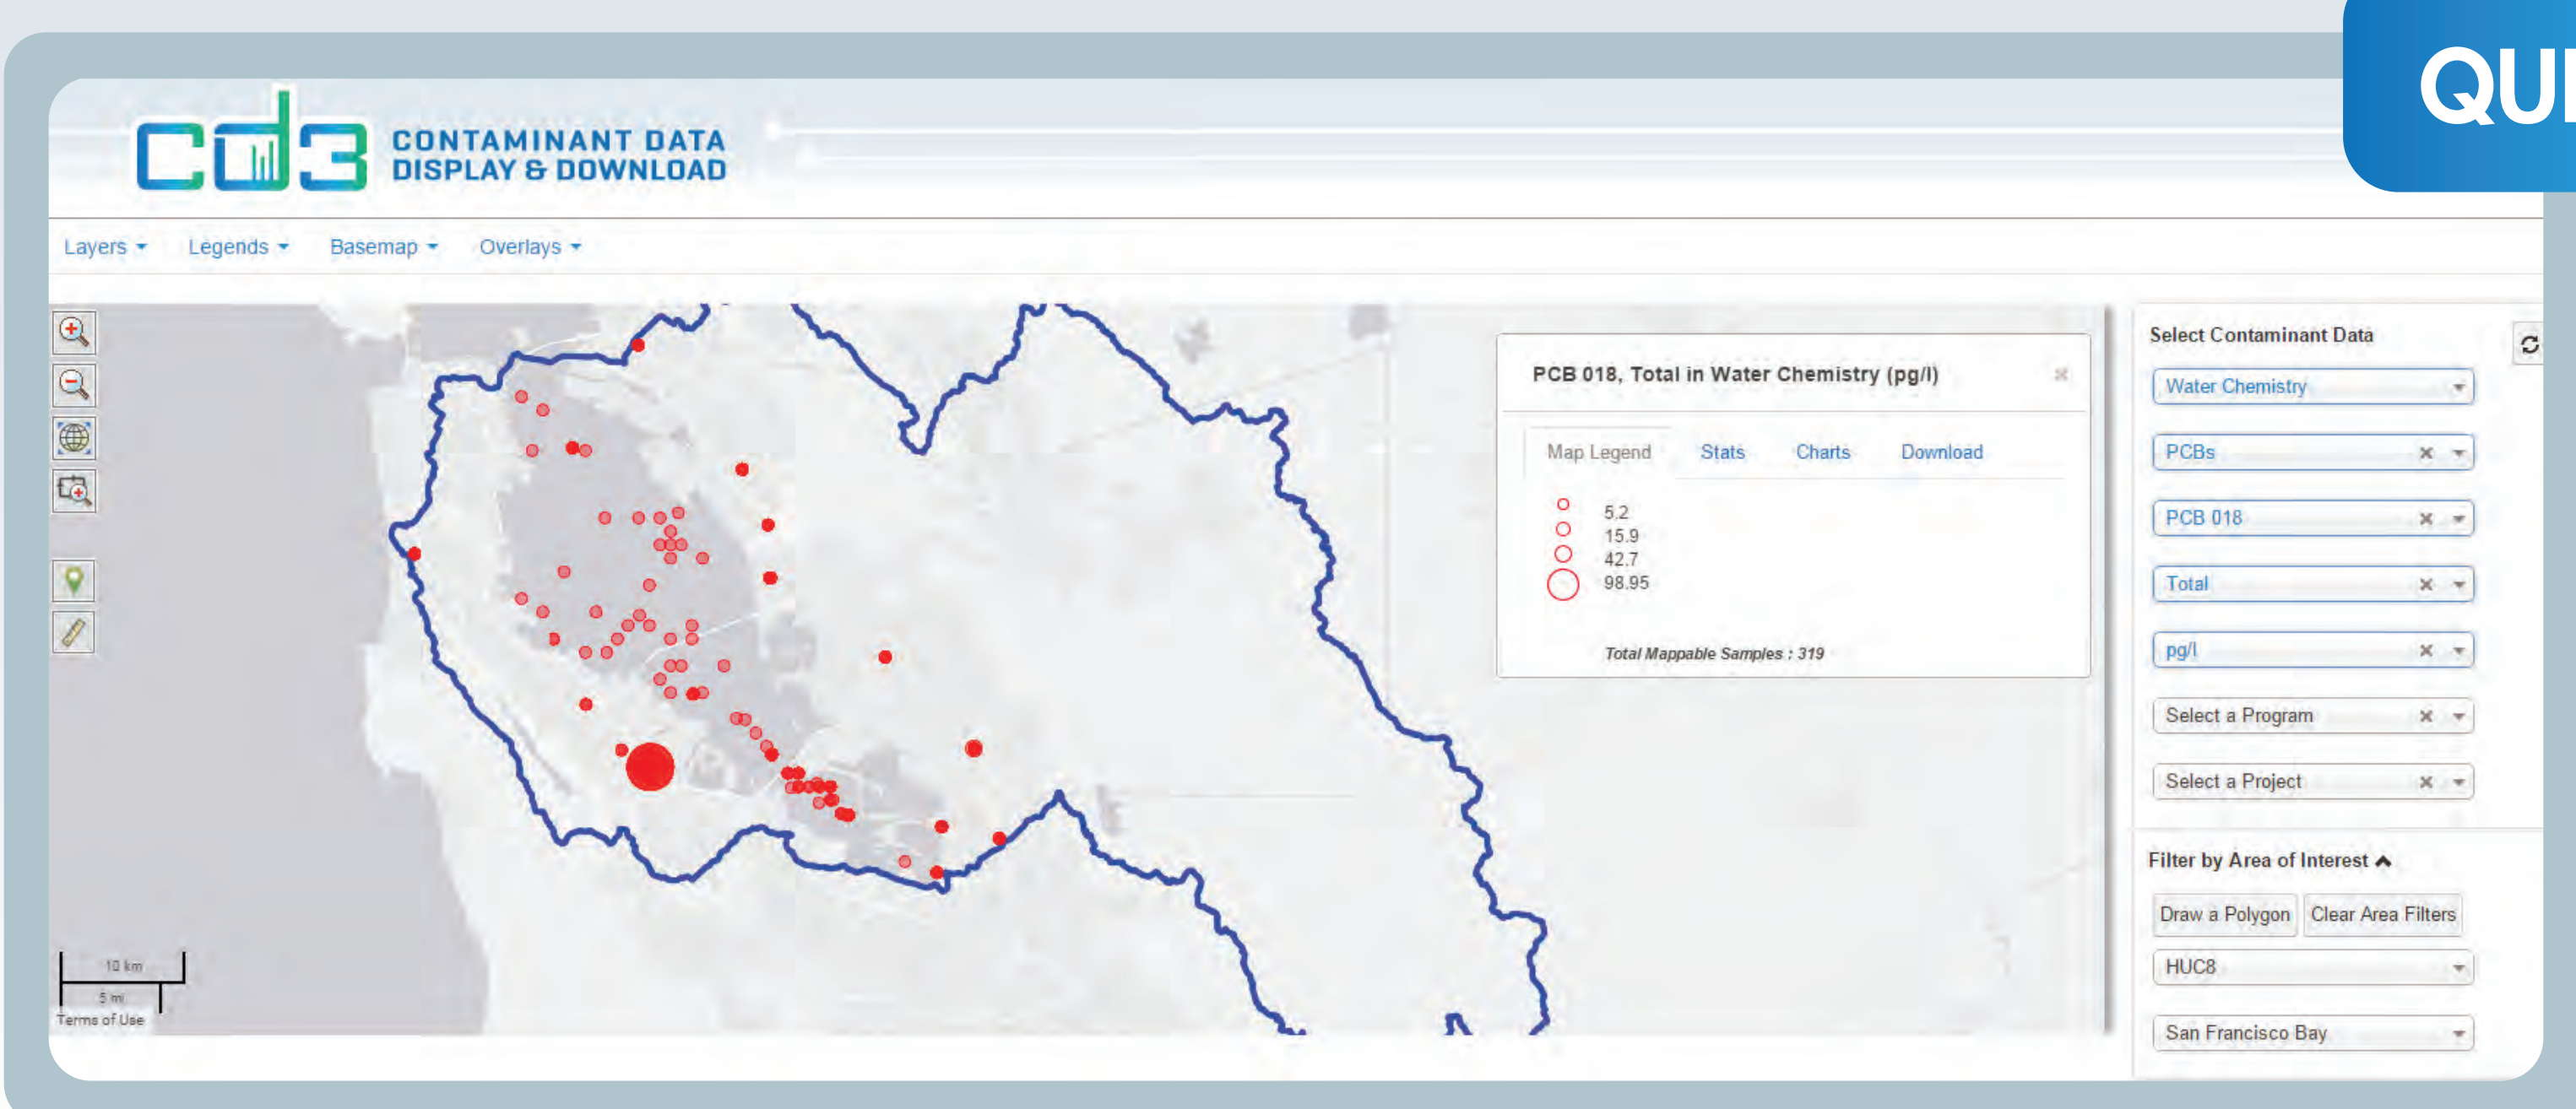 QUI
cd3
CONTAMINANT DATA
DISPLAY & DOWNLOAD
Layers
Legends
Basemap
Overlays
PCB 018, Total in Water Chemistry (pg/l)
Map Legend
Stats
Charts
Download
5.2
15.9
42.7
98.95
Total Mappable Samples : 319
10 km
5 mi
Terms of Use
Select Contaminant Data
Water Chemistry
PCBs
PCB 018
Total
pg/l
Select a Program
Select a Project
Filter by Area of Interest
Draw a Polygon
Clear Area Filters
HUC8
San Francisco Bay